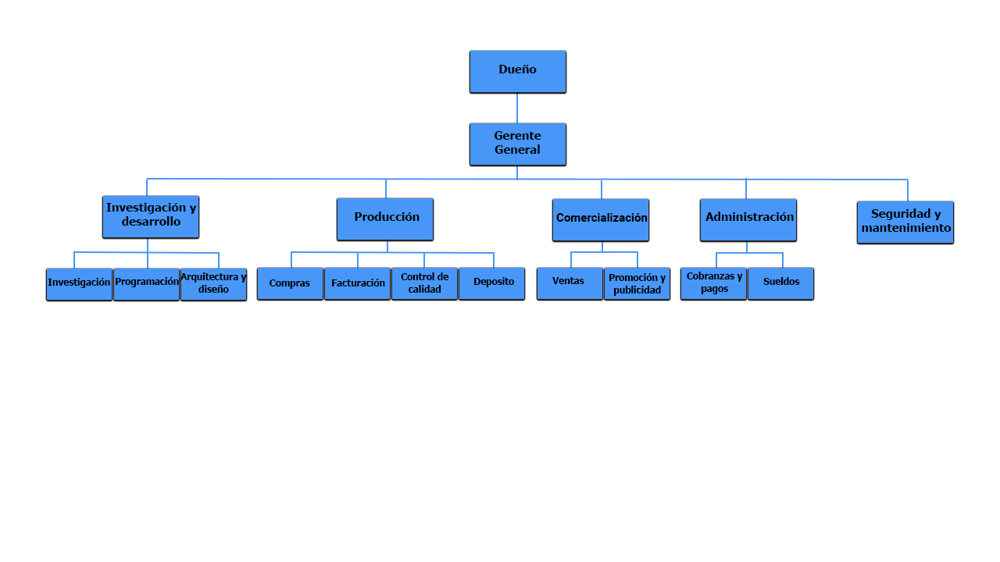 Dueño
Gerente
General
Investigación y
desarrollo
Producción
Comercialización
Administración
Seguridad y
mantenimiento
Investigación
Programación
Arquitectura y
diseño
Compras
Facturación
Control de
calidad
Deposito
Ventas
Promoción y
publicidad
Cobranzas y
pagos
Sueldos